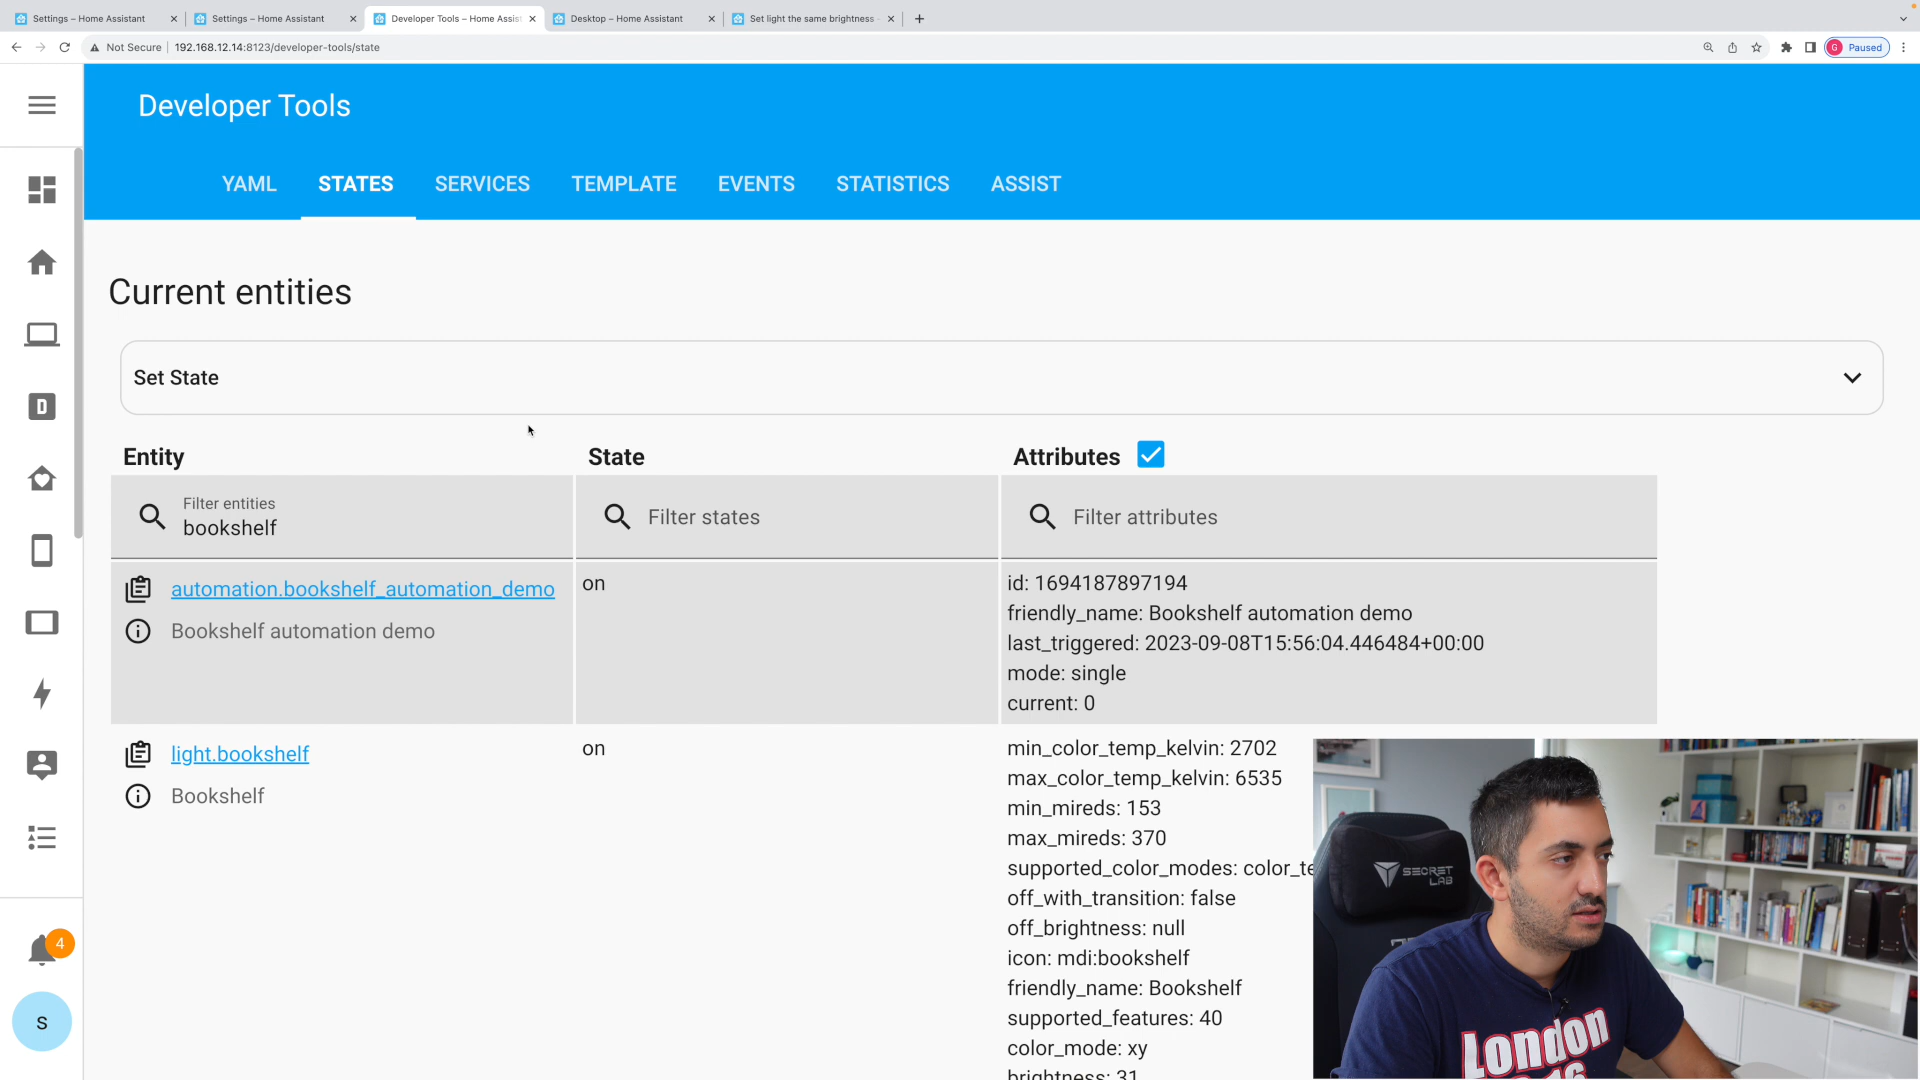 Settings – Home Assistant
Settings – Home Assistant
Developer Tools – Home Assis
Desktop – Home Assistant
Set light the same brightness
Not Secure
192.168.12.14:8123/developer-tools/state
G
Paused
Developer Tools
YAML
STATES
SERVICES
TEMPLATE
EVENTS
STATISTICS
ASSIST
Current entities
Set State
Entity
State
Attributes
Filter entities
bookshelf
Filter states
Filter attributes
automation.bookshelf_automation_demo
Bookshelf automation demo
on
id: 1694187897194
friendly_name: Bookshelf automation demo
last_triggered: 2023-09-08T15:56:04.446484+00:00
mode: single
current: 0
light.bookshelf
Bookshelf
on
min_color_temp_kelvin: 2702
max_color_temp_kelvin: 6535
min_mireds: 153
max_mireds: 370
supported_color_modes: color_te
off_with_transition: false
off_brightness: null
icon: mdi:bookshelf
friendly_name: Bookshelf
supported_features: 40
color_mode: xy
brightness: 31
D
4
s
SECRET
LAB
London